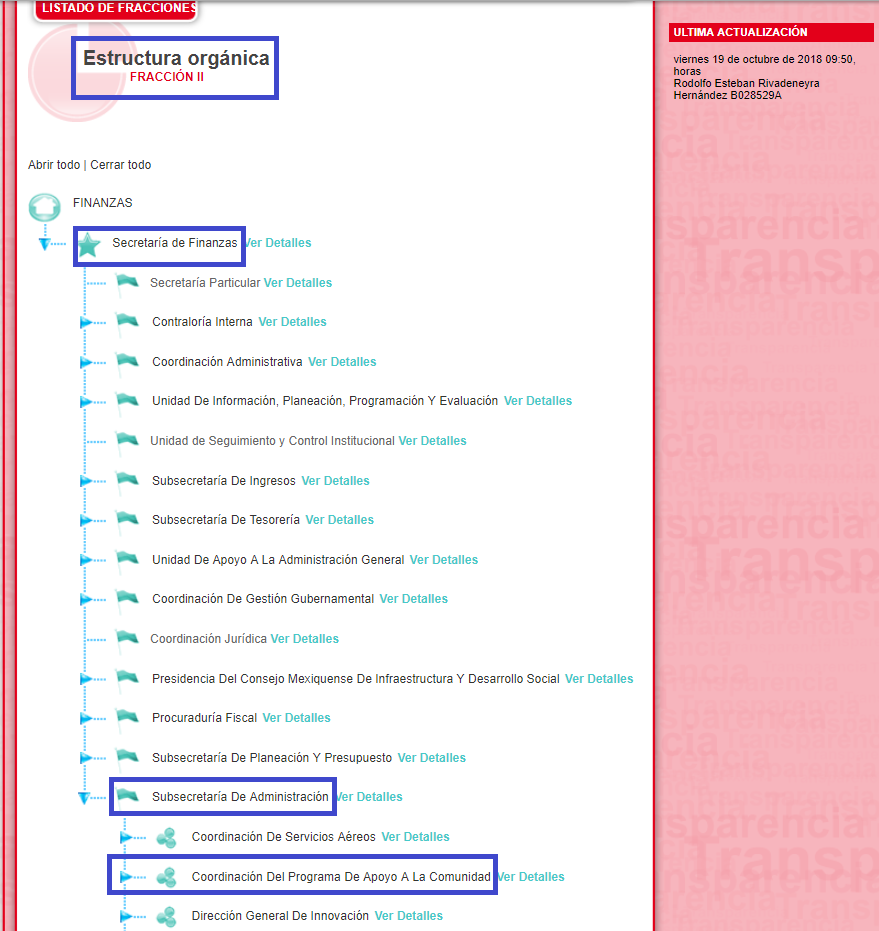 LISTADO DE FRACCIONES
Estructura orgánica
FRACCIÓN II
Abrir todo | Cerrar todo
FINANZAS
Secretaría de Finanzas Ver Detalles
Secretaría Particular Ver Detalles
Contraloría Interna Ver Detalles
Coordinación Administrativa Ver Detalles
Unidad De Información, Planeación, Programación Y Evaluación Ver Detalles
Unidad de Seguimiento y Control Institucional Ver Detalles
Subsecretaría De Ingresos Ver Detalles
Subsecretaría De Tesorería Ver Detalles
Unidad De Apoyo A La Administración General Ver Detalles
Coordinación De Gestión Gubernamental Ver Detalles
Coordinación Jurídica Ver Detalles
Presidencia Del Consejo Mexiquense De Infraestructura Y Desarrollo Social Ver Detalles
Procuraduría Fiscal Ver Detalles
Subsecretaría De Planeación Y Presupuesto Ver Detalles
Subsecretaría De Administración Ver Detalles
Coordinación De Servicios Aéreos Ver Detalles
Coordinación Del Programa De Apoyo A La Comunidad Ver Detalles
Dirección General De Innovación Ver Detalles
ULTIMA ACTUALIZACIÓN
viernes 19 de octubre de 2018 09:50,
horas
Rodolfo Esteban Rivadeneyra
Hernández B028529A